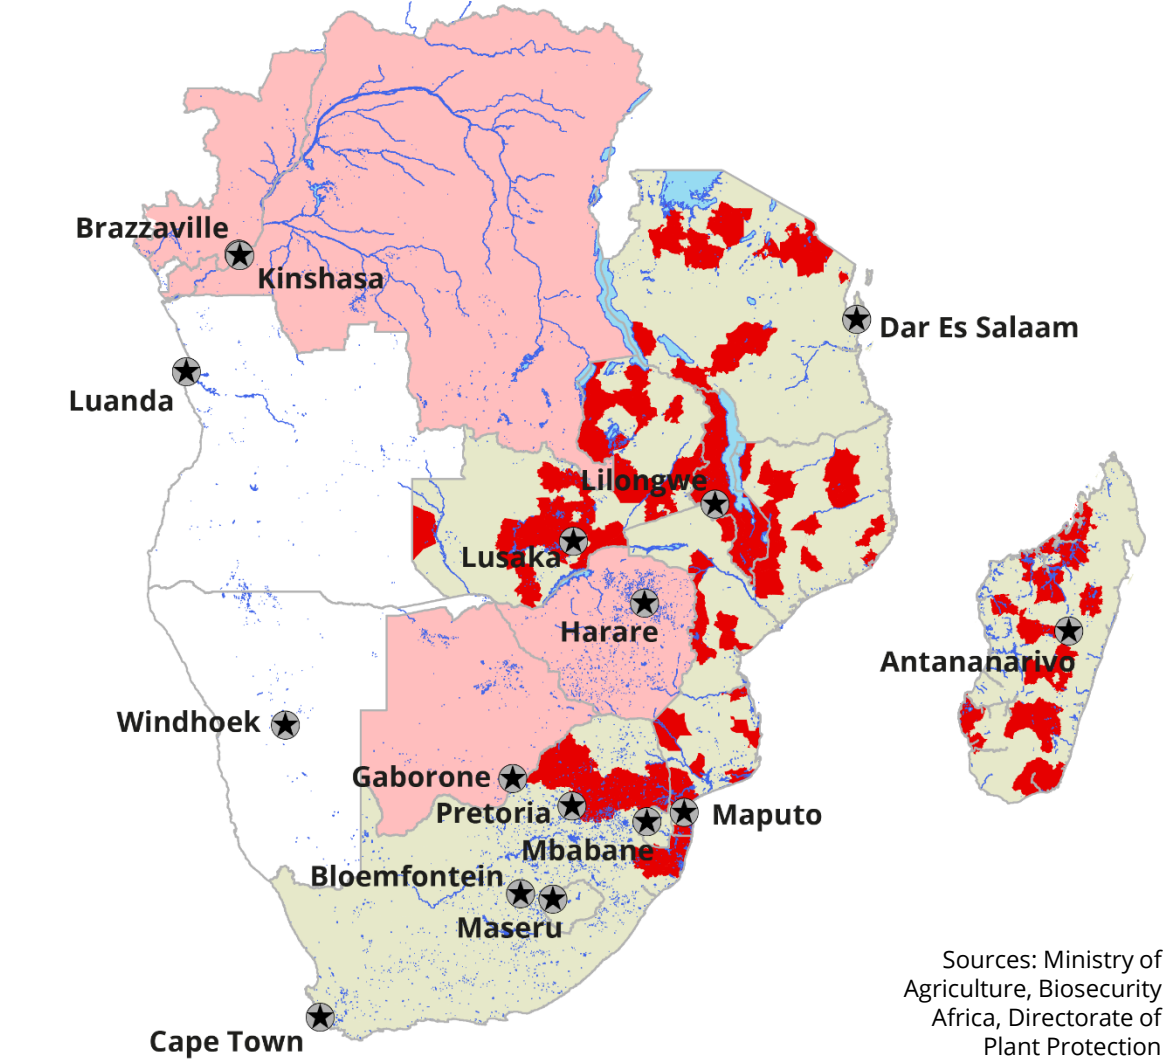 Brazzaville
Kinshasa
Dar Es Salaam
Luanda
Lilongwe
Lusaka
Harare
Antananarivo
Windhoek
Gaborone
Pretoria
Maputo
Mbabane
Bloemfontein
Maseru
Cape Town
Sources: Ministry of
Agriculture, Biosecurity
Africa, Directorate of
Plant Protection